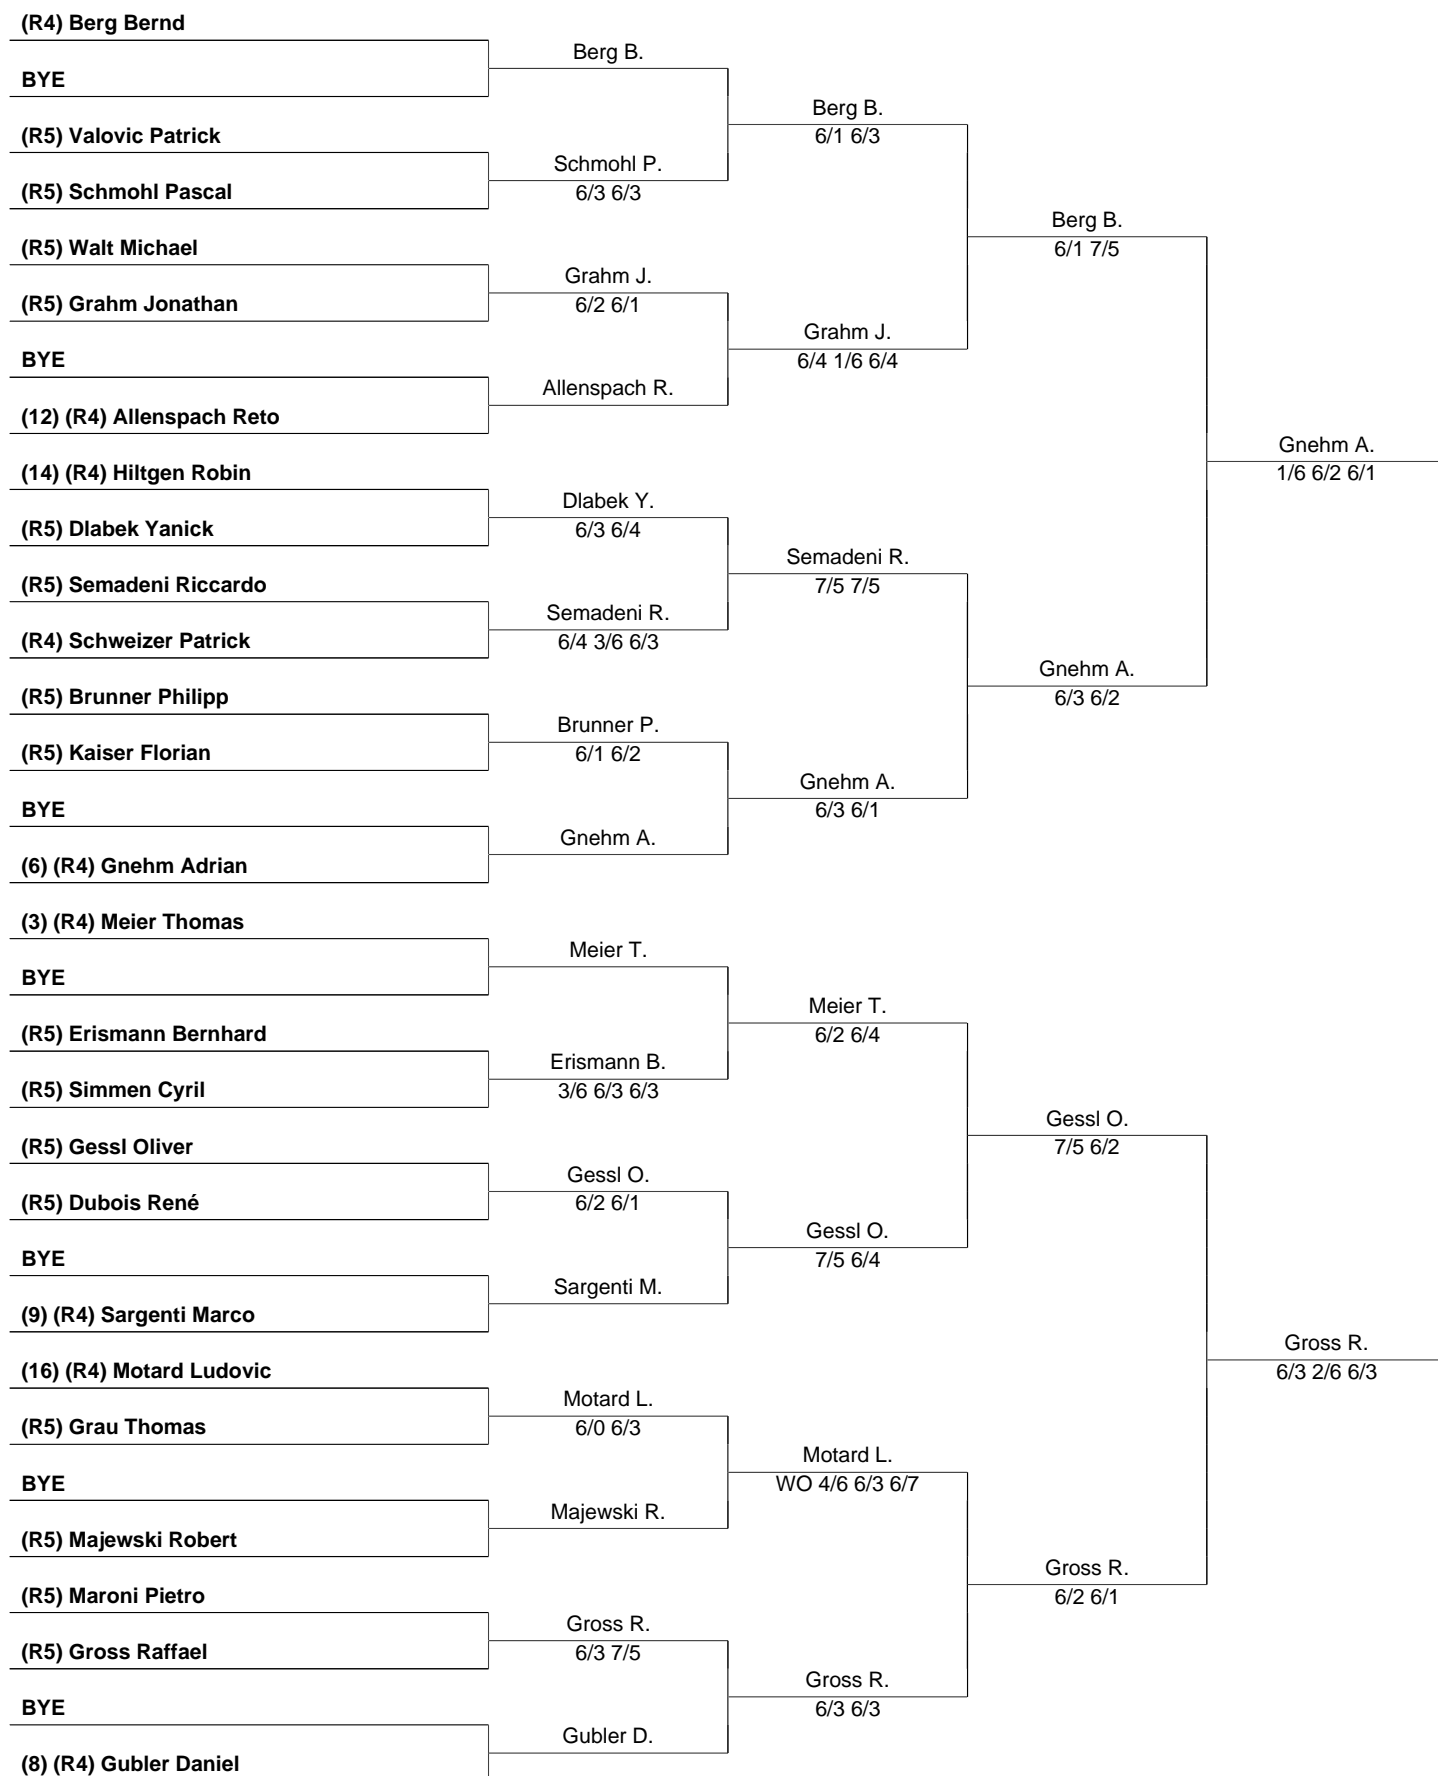 (R4) Berg Bernd
BYE
(R5) Valovic Patrick
(R5) Schmohl Pascal
(R5) Walt Michael
(R5) Grahm Jonathan
BYE
(12) (R4) Allenspach Reto
(14) (R4) Hiltgen Robin
(R5) Dlabek Yanick
(R5) Semadeni Riccardo
(R4) Schweizer Patrick
(R5) Brunner Philipp
(R5) Kaiser Florian
BYE
(6) (R4) Gnehm Adrian
(3) (R4) Meier Thomas
BYE
(R5) Erismann Bernhard
(R5) Simmen Cyril
(R5) Gessl Oliver
(R5) Dubois René
BYE
(9) (R4) Sargenti Marco
(16) (R4) Motard Ludovic
(R5) Grau Thomas
BYE
(R5) Majewski Robert
(R5) Maroni Pietro
(R5) Gross Raffael
BYE
(8) (R4) Gubler Daniel
Berg B.
Schmohl P.
6/3 6/3
Grahm J.
6/2 6/1
Allenspach R.
Dlabek Y.
6/3 6/4
Semadeni R.
6/4 3/6 6/3
Brunner P.
6/1 6/2
Gnehm A.
Meier T.
Erismann B.
3/6 6/3 6/3
Gessl O.
6/2 6/1
Sargenti M.
Motard L.
6/0 6/3
Majewski R.
Gross R.
6/3 7/5
Gubler D.
Berg B.
6/1 6/3
Grahm J.
6/4 1/6 6/4
Semadeni R.
7/5 7/5
Gnehm A.
6/3 6/1
Meier T.
6/2 6/4
Gessl O.
7/5 6/4
Motard L.
WO 4/6 6/3 6/7
Gross R.
6/3 6/3
Berg B.
6/1 7/5
Gnehm A.
6/3 6/2
Gessl O.
7/5 6/2
Gross R.
6/2 6/1
Gnehm A.
1/6 6/2 6/1
Gross R.
6/3 2/6 6/3